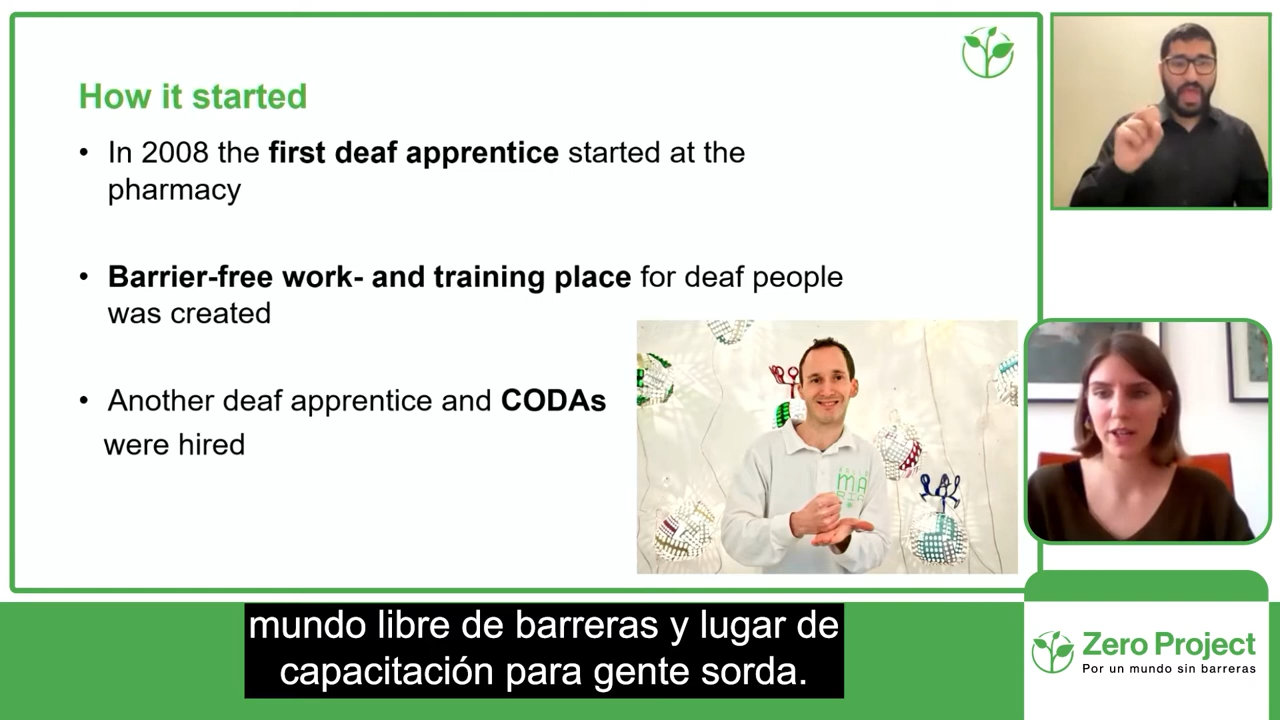 How it started
• In 2008 the first deaf apprentice started at the
pharmacy
• Barrier-free work- and training place for deaf people
was created
• Another deaf apprentice and CODAs
were hired
MA
mundo libre de barreras y lugar de
capacitación para gente sorda.
Zero Project
Por un mundo sin barreras